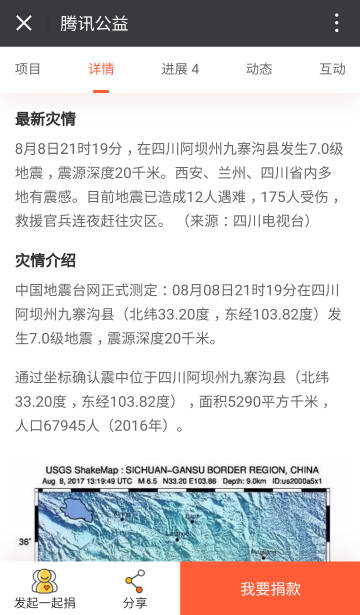 腾讯公益
项目 详情 进展 4 动态 互动
最新灾情
8月8日21时19分，在四川阿坝州九寨沟县发生7.0级
地震，震源深度20千米。西安、兰州、四川省内多
地有震感。目前地震已造成12人遇难，175人受伤，
救援官兵连夜赶往灾区。（来源：四川电视台）
灾情介绍
中国地震台网正式测定：08月08日21时19分在四川
阿坝州九寨沟县（北纬33.20度，东经103.82度）发
生7.0级地震，震源深度20千米。
通过坐标确认震中位于四川阿坝州九寨沟县（北纬
33.20度，东经103.82度），面积5290平方千米，
人口67945人（2016年）。
USGS ShakeMap : SICHUAN-GANSU BORDER REGION, CHINA
Aug 8, 2017 13:19:49 UTC M 6.5 N33.20 E103.86 Depth: 9.0km ID:us2000a5x1
36°
发起一起捐 分享 我要捐款